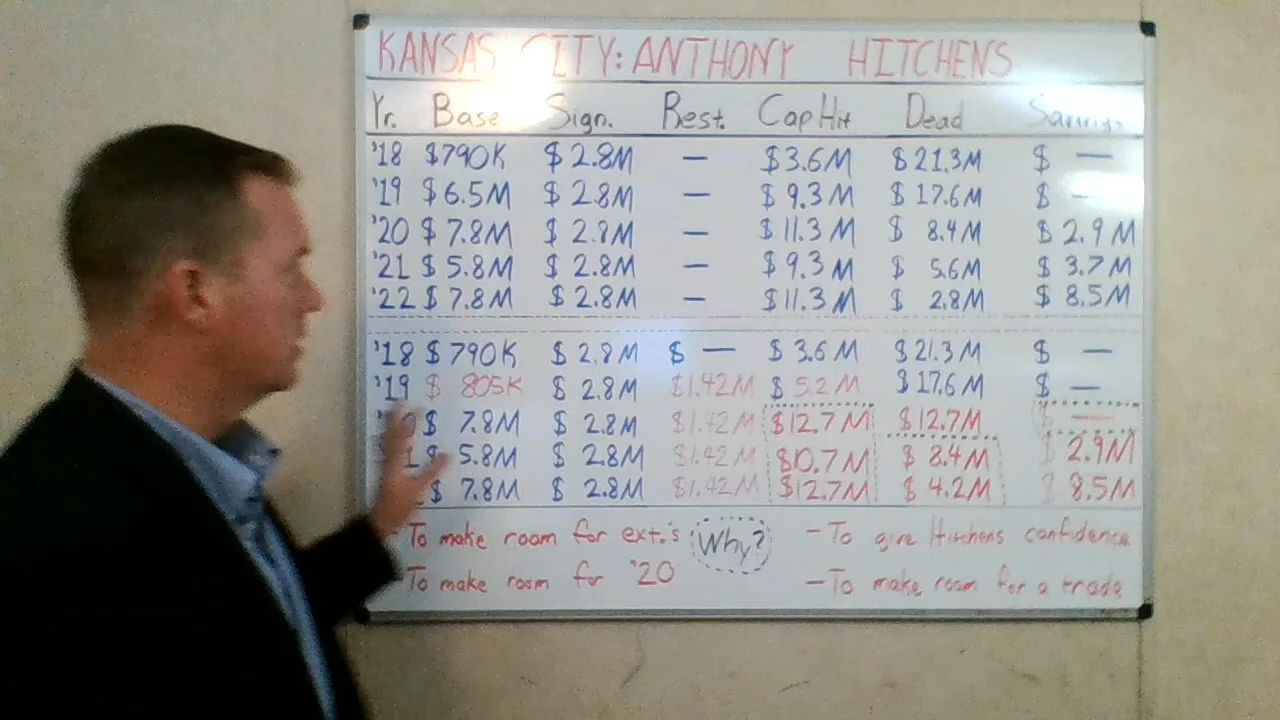 KANSAS CITY: ANTHONY HITCHENS
Yr. Base Sign. Rest. Cap Hit Dead Savings
'18 $790K $2.8M — $3.6M $21.3M $ —
'19 $6.5M $2.8M — $9.3M $17.6M $ —
'20 $7.8M $2.8M — $11.3M $8.4M $2.9M
'21 $5.8M $2.8M — $9.3M $5.6M $3.7M
'22 $7.8M $2.8M — $11.3M $2.8M $8.5M
'18 $790K $2.8M $ — $3.6M $21.3M $ —
'19 $805K $2.8M $1.42M $5.2M $17.6M $ —
$7.8M $2.8M $1.42M $12.7M $12.7M $ —
$5.8M $2.8M $1.42M $10.7M $8.4M $2.9M
$7.8M $2.8M $1.42M $12.7M $4.2M $8.5M
- To make room for ext.'s Why? - To give Hitchens confidence
- To make room for '20 - To make room for a trade